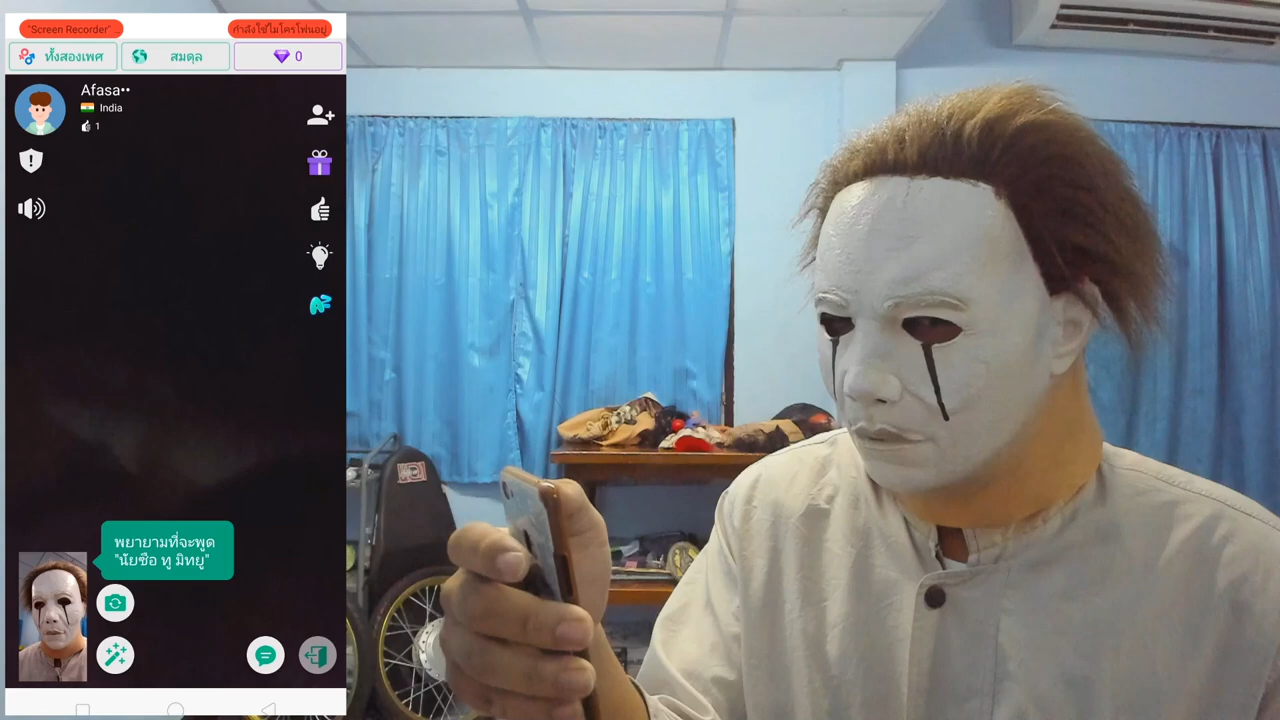 "Screen Recorder" ...
กำลังใช้ไมโครโฟนอยู่
ทั้งสองเพศ
สมดุล
0
Afasa••
India
1
พยายามที่จะพูด
"นัยซือ ทู มิทยู"